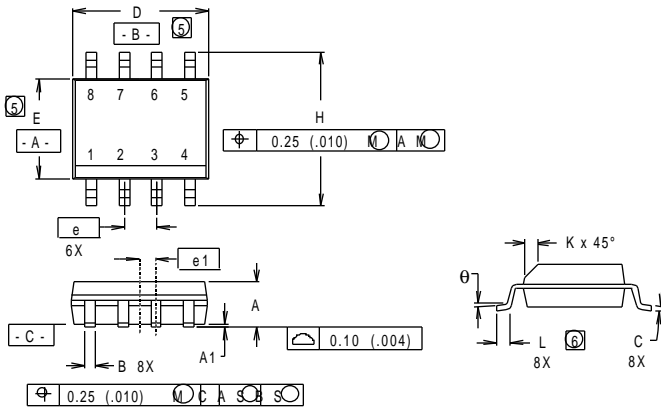 D
- B -
5
8 7 6 5
5
E
H
- A -
0.25 (.010) M A M
1 2 3 4
e
6X
e1
K x 45°
θ
A
- C -
A1
0.10 (.004)
B 8X
L 6
8X
C
8X
0.25 (.010) M C A S B S